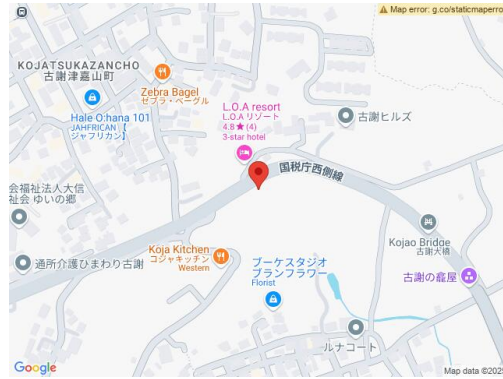 Map error: g.co/staticmaperro
KOJATSUKAZANCHO
古謝津嘉山町
Zebra Bagel
ゼブラ・ベーグル
Hale O:hana 101
JAHFRICAN【
ジャフリカン】
L.O.A resort
L.O.A リゾート
4.8★(4)
3-star hotel
古謝ヒルズ
国税庁西側線
会福祉法人大信
祉会 ゆいの郷
通所介護ひまわり古謝
Koja Kitchen
コジャキッチン
Western
Kojao Bridge
古謝大橋
古謝の龕屋
ブーケスタジオ
ブランフラワー
Florist
ルナコート
Google
Map data ©202